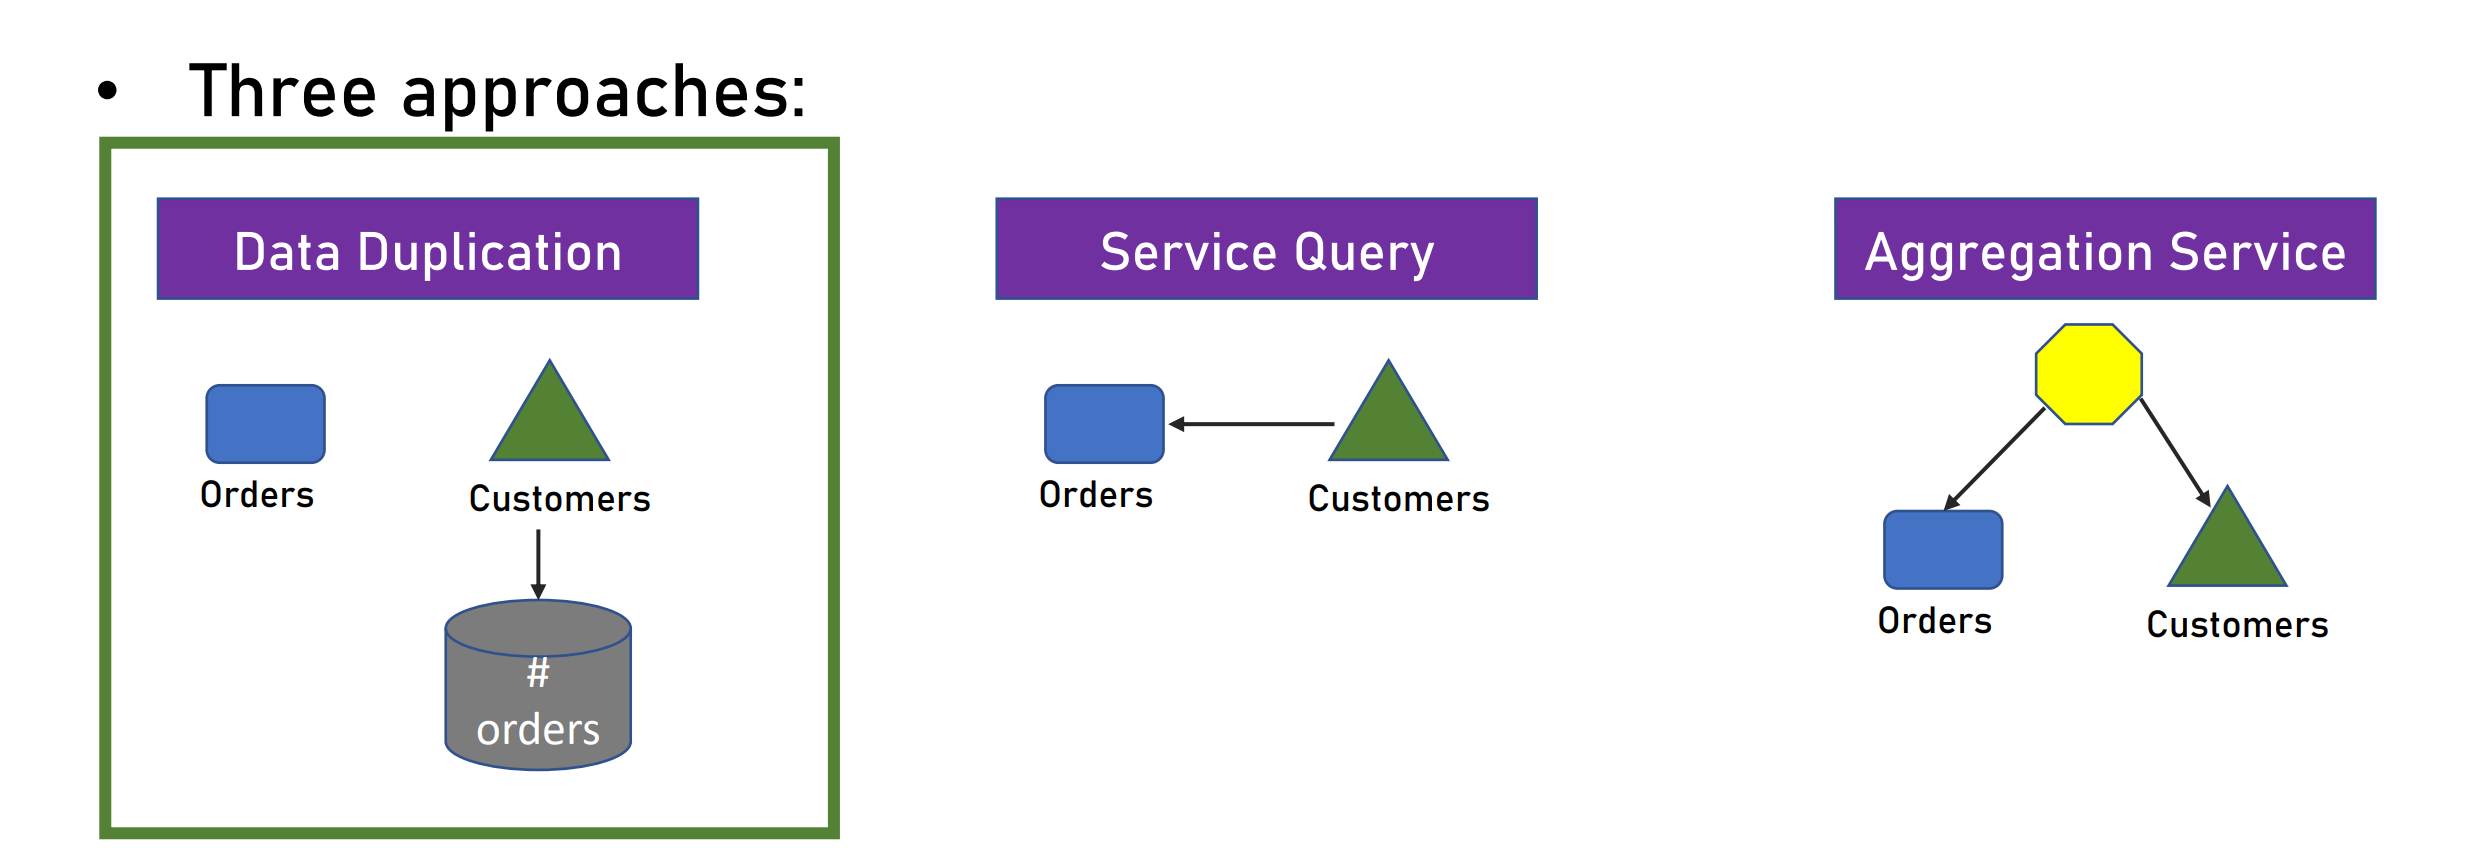 • Three approaches:
Data Duplication
Orders
Customers
#
orders
Service Query
Orders
Customers
Aggregation Service
Orders
Customers